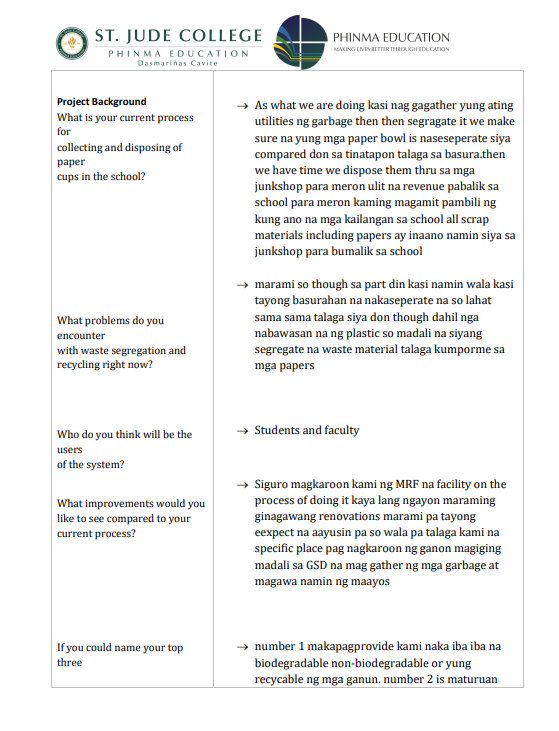 ST. JUDE COLLEGE
PHINMA EDUCATION
Dasmariñas Cavite
PHINMA EDUCATION
MAKING LIVES BETTER THROUGH EDUCATION
Project Background
What is your current process
for
collecting and disposing of
paper
cups in the school?
→ As what we are doing kasi nag gagather yung ating
utilities ng garbage then then segragate it we make
sure na yung mga paper bowl is naseseperate siya
compared don sa tinatapon talaga sa basura.then
we have time we dispose them thru sa mga
junkshop para meron ulit na revenue pabalik sa
school para meron kaming magamit pambili ng
kung ano na mga kailangan sa school all scrap
materials including papers ay inaano namin siya sa
junkshop para bumalik sa school
What problems do you
encounter
with waste segregation and
recycling right now?
→ marami so though sa part din kasi namin wala kasi
tayong basurahan na nakaseperate na so lahat
sama sama talaga siya don though dahil nga
nabawasan na ng plastic so madali na siyang
segregate na waste material talaga kumporme sa
mga papers
Who do you think will be the
users
of the system?
→ Students and faculty
What improvements would you
like to see compared to your
current process?
→ Siguro magkaroon kami ng MRF na facility on the
process of doing it kaya lang ngayon maraming
ginagawang renovations marami pa tayong
eexpect na aayusin pa so wala pa talaga kami na
specific place pag nagkaroon ng ganon magiging
madali sa GSD na mag gather ng mga garbage at
magawa namin ng maayos
If you could name your top
three
→ number 1 makapagprovide kami naka iba iba na
biodegradable non-biodegradable or yung
recycable ng mga ganun. number 2 is maturuan